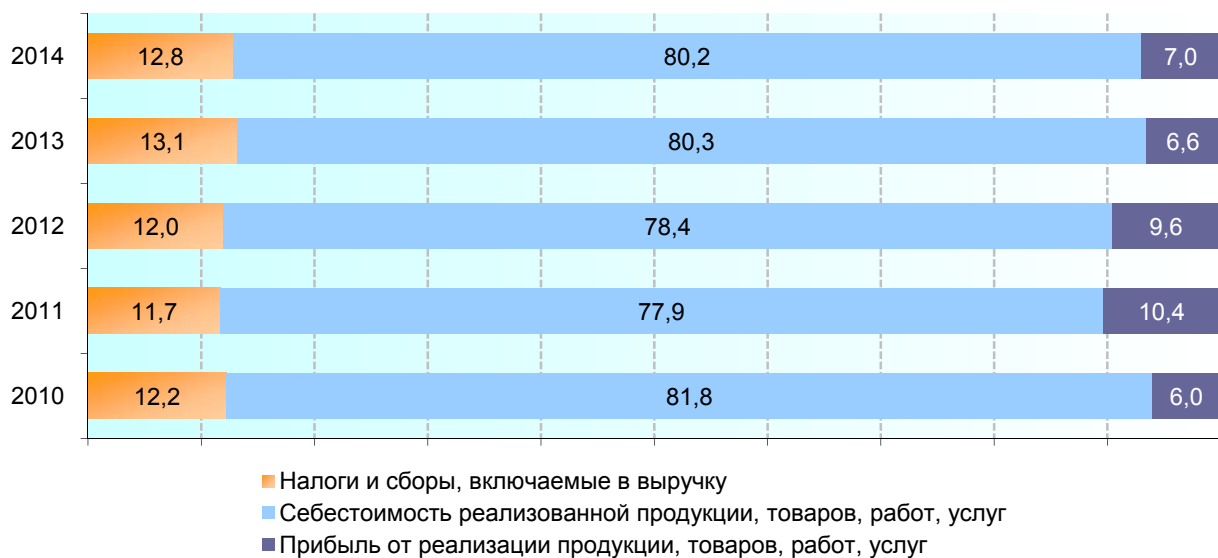 2014 12,8 80,2 7,0
2013 13,1 80,3 6,6
2012 12,0 78,4 9,6
2011 11,7 77,9 10,4
2010 12,2 81,8 6,0
Налоги и сборы, включаемые в выручку
Себестоимость реализованной продукции, товаров, работ, услуг
Прибыль от реализации продукции, товаров, работ, услуг